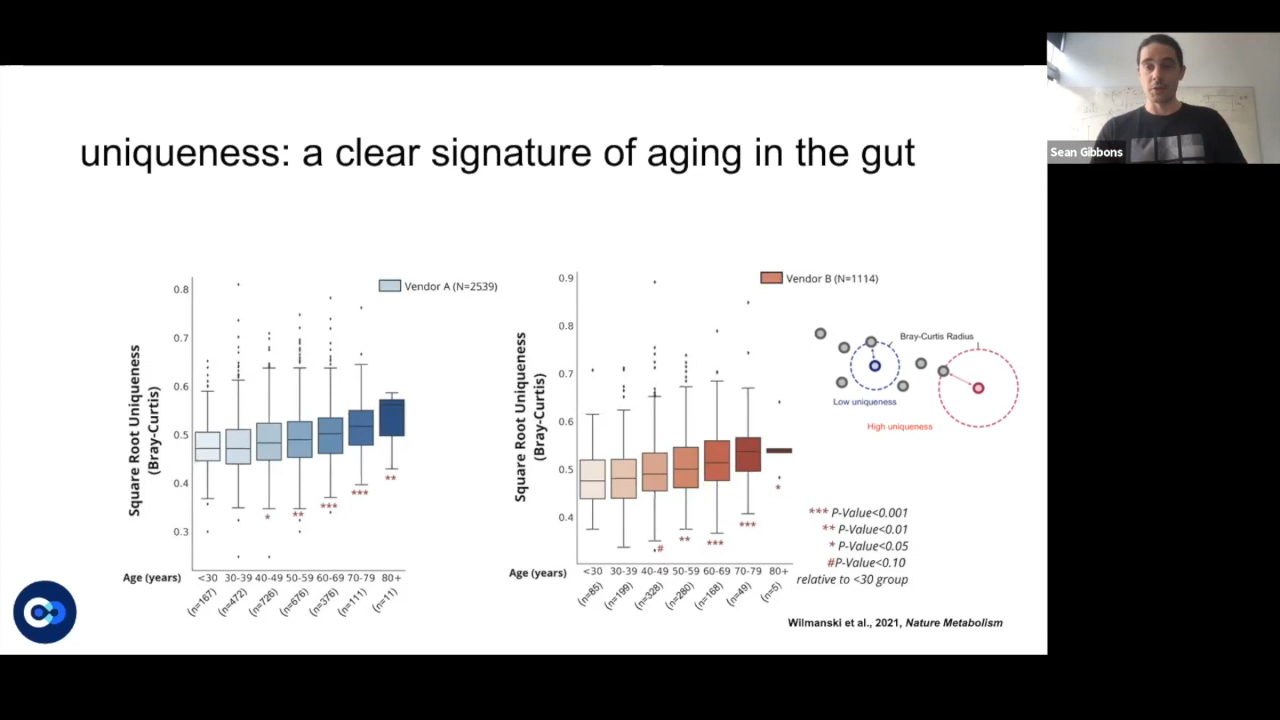 Sean Gibbons
uniqueness: a clear signature of aging in the gut
Square Root Uniqueness
(Bray-Curtis)
0.8
0.7
0.6
0.5
0.4
0.3
Vendor A (N=2539)
*
**
***
***
**
Age (years)
<30 30-39 40-49 50-59 60-69 70-79 80+
(n=167) (n=472) (n=726) (n=676) (n=376) (n=111) (n=11)
Square Root Uniqueness
(Bray-Curtis)
0.9
0.8
0.7
0.6
0.5
0.4
Vendor B (N=1114)
#
**
***
***
*
Age (years)
<30 30-39 40-49 50-59 60-69 70-79 80+
(n=85) (n=199) (n=328) (n=280) (n=168) (n=49) (n=5)
Bray-Curtis Radius
Low uniqueness
High uniqueness
*** P-Value<0.001
** P-Value<0.01
* P-Value<0.05
#P-Value<0.10
relative to <30 group
Wilmanski et al., 2021, Nature Metabolism